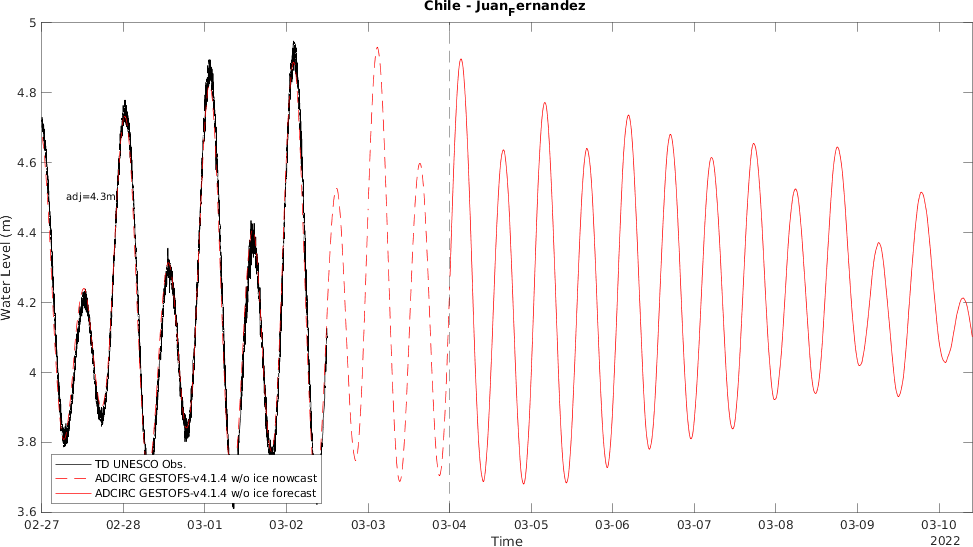 Chile - Juan_Fernandez
5
4.8
4.6
4.4
4.2
4
3.8
3.6
Water Level (m)
adj=4.3m
TD UNESCO Obs.
ADCIRC GESTOFS-v4.1.4 w/o ice nowcast
ADCIRC GESTOFS-v4.1.4 w/o ice forecast
02-27 02-28 03-01 03-02 03-03 03-04 03-05 03-06 03-07 03-08 03-09 03-10
Time
2022